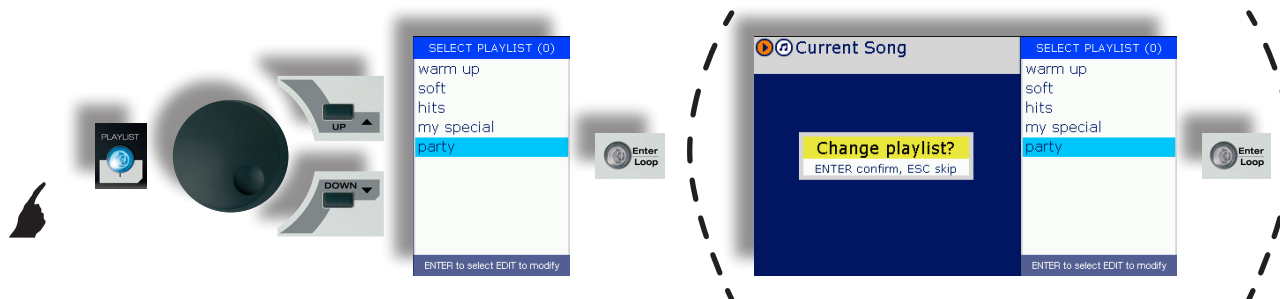 PLAYLIST
UP
DOWN
SELECT PLAYLIST (0)
warm up
soft
hits
my special
party
ENTER to select EDIT to modify
Enter
Loop
Current Song
Change playlist?
ENTER confirm, ESC skip
SELECT PLAYLIST (0)
warm up
soft
hits
my special
party
ENTER to select EDIT to modify
Enter
Loop